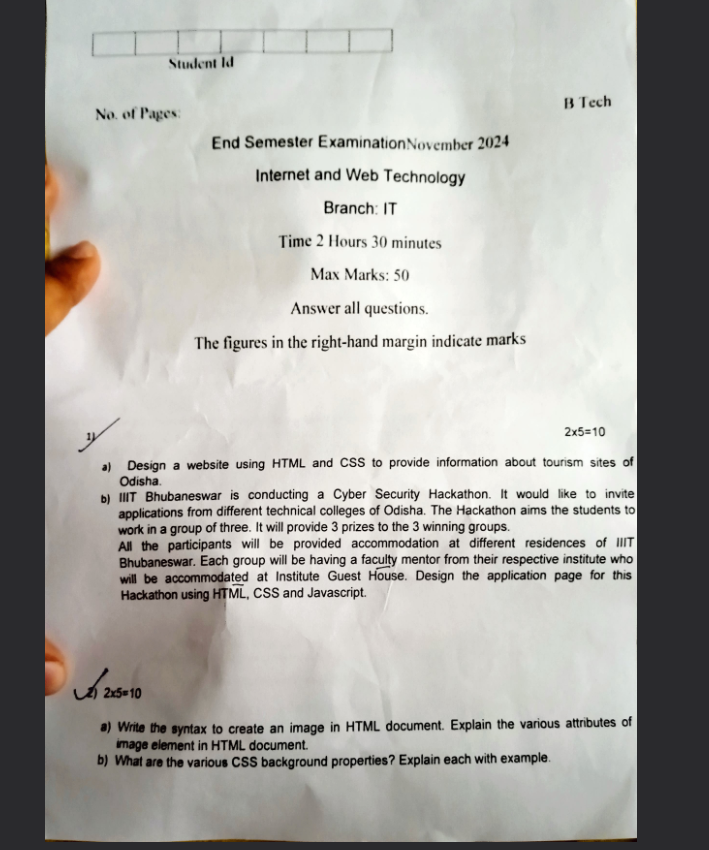 Student Id
No. of Pages:
B Tech
End Semester Examination November 2024
Internet and Web Technology
Branch: IT
Time 2 Hours 30 minutes
Max Marks: 50
Answer all questions.
The figures in the right-hand margin indicate marks
1)
2x5=10
a) Design a website using HTML and CSS to provide information about tourism sites of
Odisha.
b) IIIT Bhubaneswar is conducting a Cyber Security Hackathon. It would like to invite
applications from different technical colleges of Odisha. The Hackathon aims the students to
work in a group of three. It will provide 3 prizes to the 3 winning groups.
All the participants will be provided accommodation at different residences of IIIT
Bhubaneswar. Each group will be having a faculty mentor from their respective institute who
will be accommodated at Institute Guest House. Design the application page for this
Hackathon using HTML, CSS and Javascript.
2) 2x5=10
a) Write the syntax to create an image in HTML document. Explain the various attributes of
image element in HTML document.
b) What are the various CSS background properties? Explain each with example.